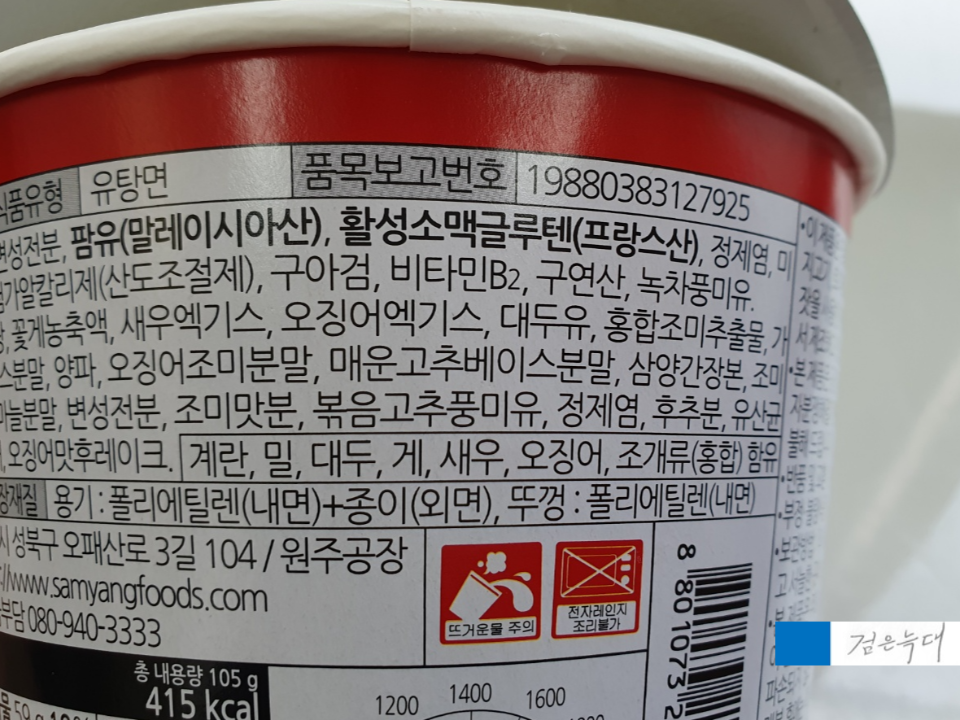 식품유형 유탕면 품목보고번호 19880383127925
변성전분, 팜유(말레이시아산), 활성소맥글루텐(프랑스산), 정제염, 미
가알칼리제(산도조절제), 구아검, 비타민B2, 구연산, 녹차풍미유.
꽃게농축액, 새우엑기스, 오징어엑기스, 대두유, 홍합조미추출물, 가
스분말, 양파, 오징어조미분말, 매운고추베이스분말, 삼양간장본, 조미
마늘분말, 변성전분, 조미맛분, 볶음고추풍미유, 정제염, 후추분, 유산균
오징어맛후레이크. 계란, 밀, 대두, 게, 새우, 오징어, 조개류(홍합) 함유
장재질 용기 : 폴리에틸렌(내면)+종이(외면), 뚜껑 : 폴리에틸렌(내면)
시 성북구 오패산로 3길 104 / 원주공장
://www.samyangfoods.com
부담 080-940-3333
뜨거운물 주의
전자레인지
조리불가
8 801073 2
총 내용량 105 g
415 kcal
1200 1400 1600
59 g
검은늑대